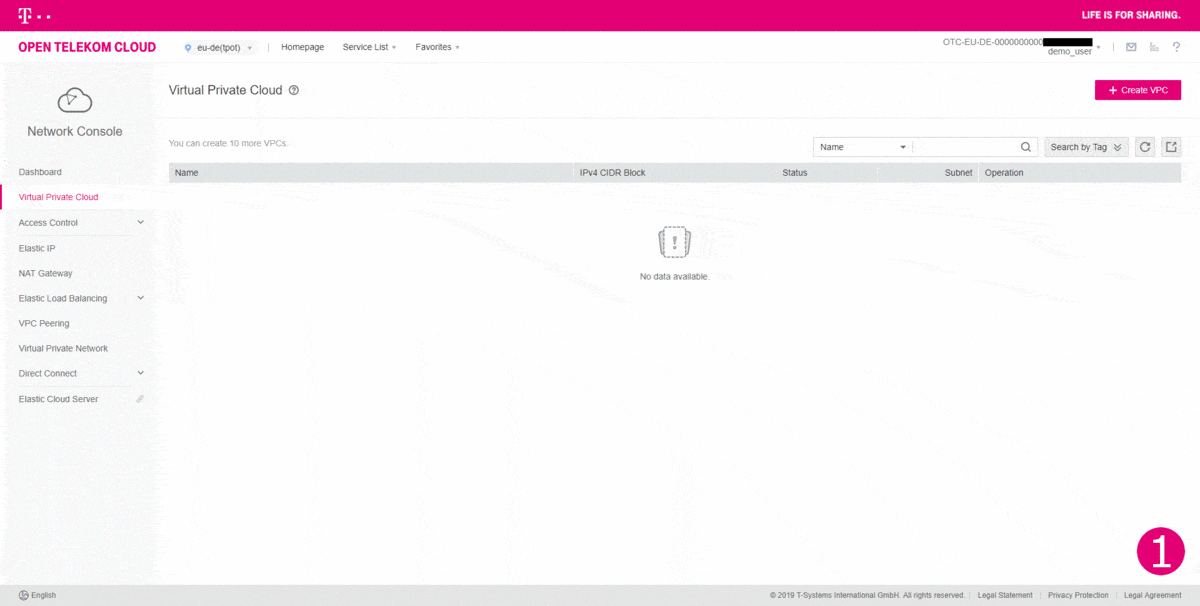 T
LIFE IS FOR SHARING.
OPEN TELEKOM CLOUD
eu-de(tpot)
Homepage
Service List
Favorites
OTC-EU-DE-0000000000
demo_user
?
Network Console
Dashboard
Virtual Private Cloud
Access Control
Elastic IP
NAT Gateway
Elastic Load Balancing
VPC Peering
Virtual Private Network
Direct Connect
Elastic Cloud Server
Virtual Private Cloud ?
+ Create VPC
You can create 10 more VPCs.
Name
Search by Tag
Name IPv4 CIDR Block Status Subnet Operation
!
No data available.
1
English
© 2019 T-Systems International GmbH. All rights reserved. | Legal Statement | Privacy Protection | Legal Agreement